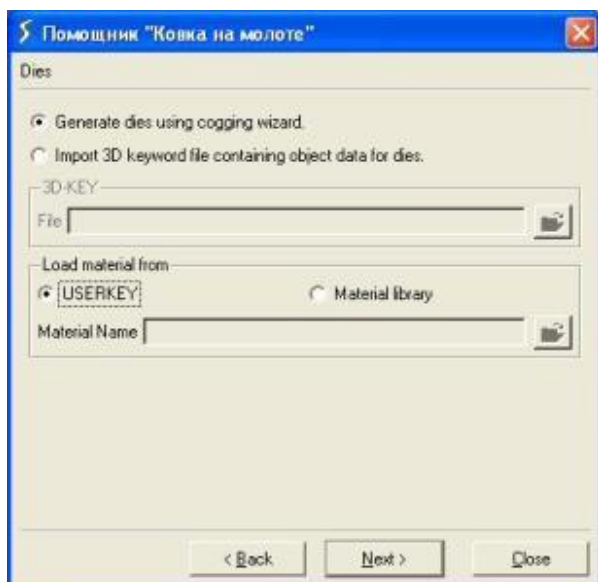 Помощник "Ковка на молоте"
Dies
Generate dies using cogging wizard.
Import 3D keyword file containing object data for dies.
3D-KEY
File
Load material from
USERKEY Material library
Material Name
< Back Next > Close